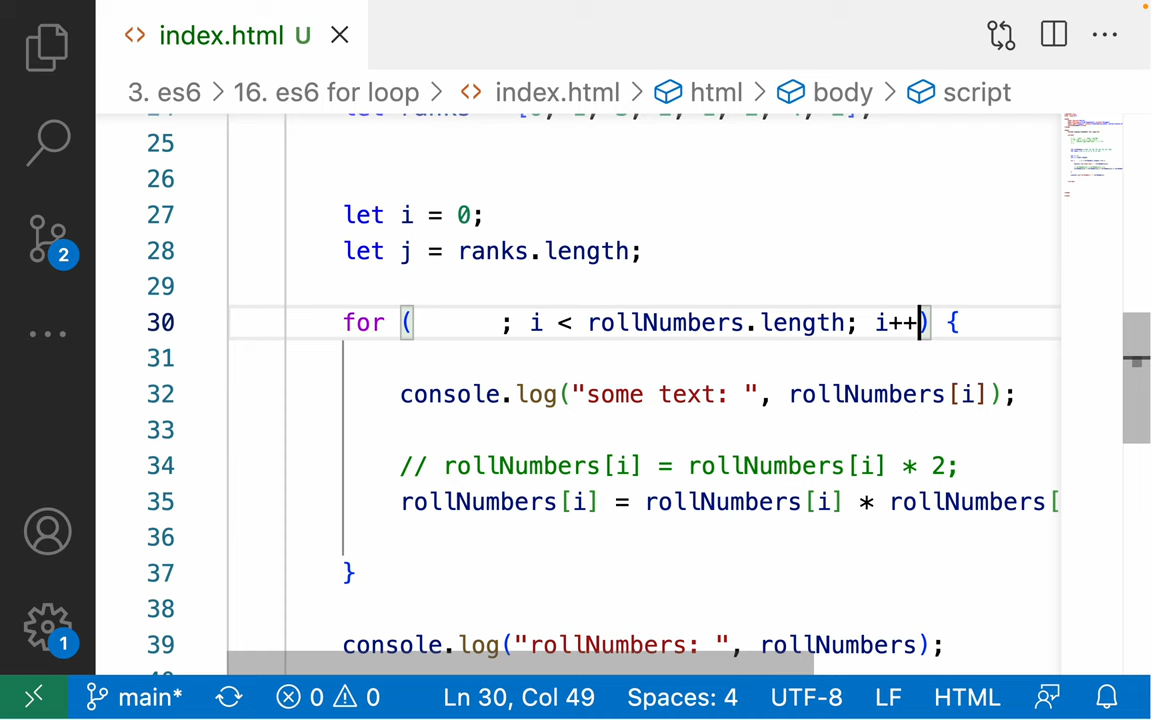 index.html U
3. es6 > 16. es6 for loop > index.html > html > body > script
25
26
27 let i = 0;
28 let j = ranks.length;
29
30 for (      ; i < rollNumbers.length; i++) {
31
32 console.log("some text: ", rollNumbers[i]);
33
34 // rollNumbers[i] = rollNumbers[i] * 2;
35 rollNumbers[i] = rollNumbers[i] * rollNumbers[
36
37 }
38
39 console.log("rollNumbers: ", rollNumbers);
2
1
main* 0 0 Ln 30, Col 49 Spaces: 4 UTF-8 LF HTML